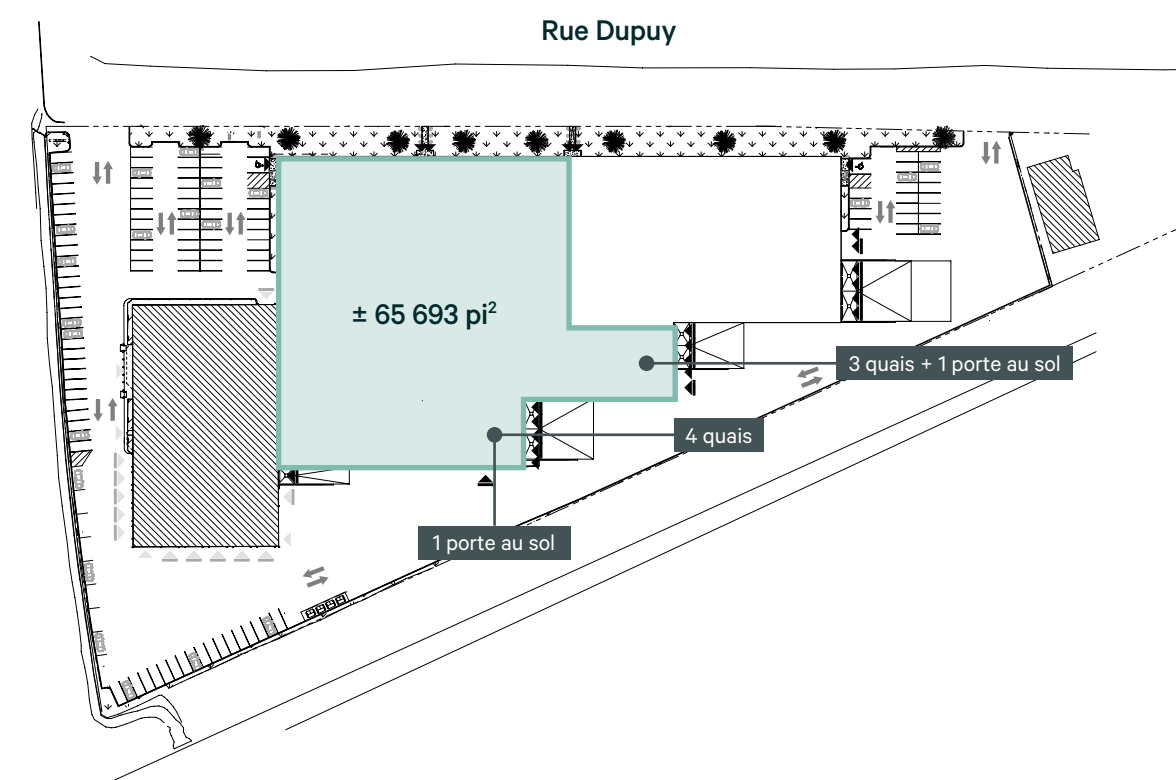 Rue Dupuy
± 65 693 pi²
3 quais + 1 porte au sol
4 quais
1 porte au sol